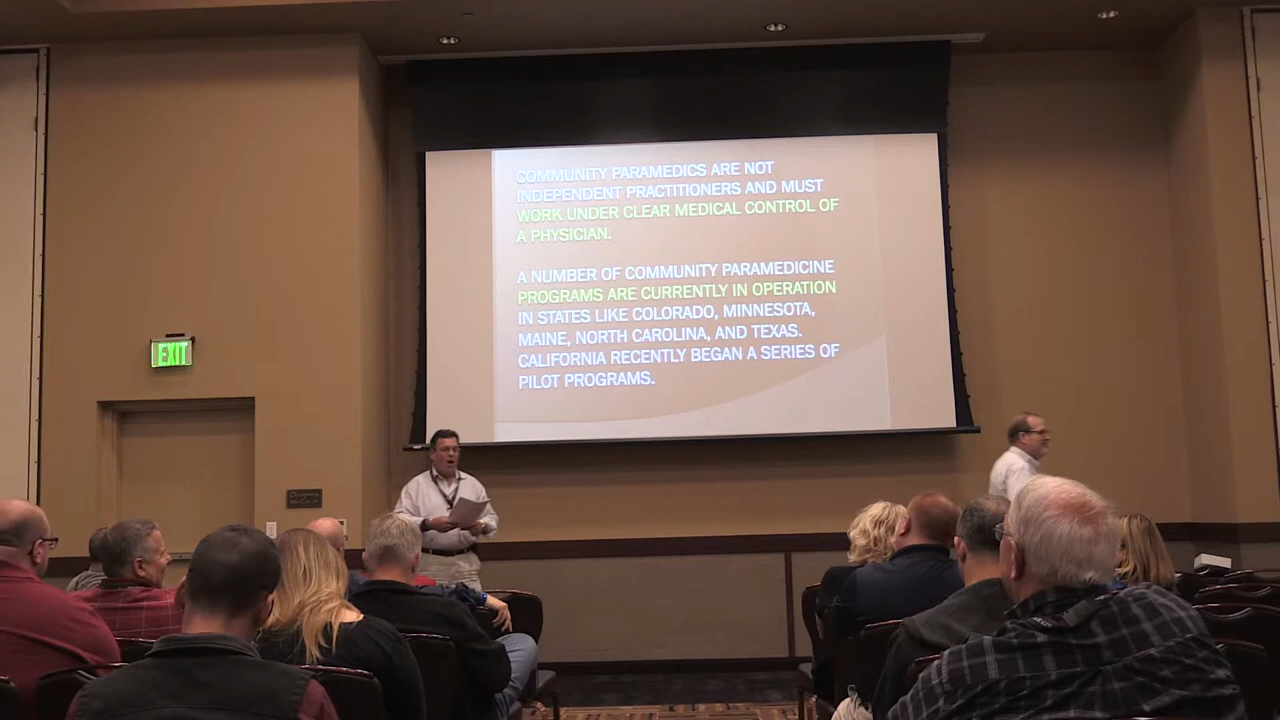 COMMUNITY PARAMEDICS ARE NOT
INDEPENDENT PRACTITIONERS AND MUST
WORK UNDER CLEAR MEDICAL CONTROL OF
A PHYSICIAN.
A NUMBER OF COMMUNITY PARAMEDICINE
PROGRAMS ARE CURRENTLY IN OPERATION
IN STATES LIKE COLORADO, MINNESOTA,
MAINE, NORTH CAROLINA, AND TEXAS.
CALIFORNIA RECENTLY BEGAN A SERIES OF
PILOT PROGRAMS.
EXIT
Occupancy